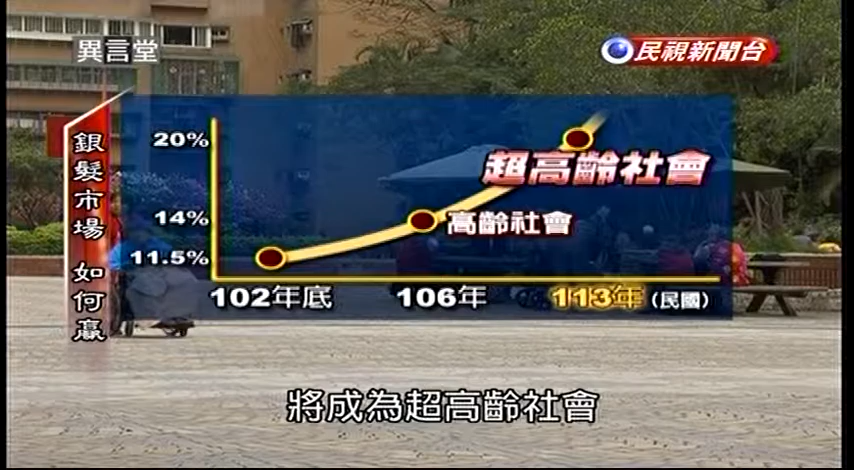 異言堂
民視新聞台
銀髮市場 如何贏
20%
超高齡社會
14%
高齡社會
11.5%
102年底 106年 113年(民國)
將成為超高齡社會